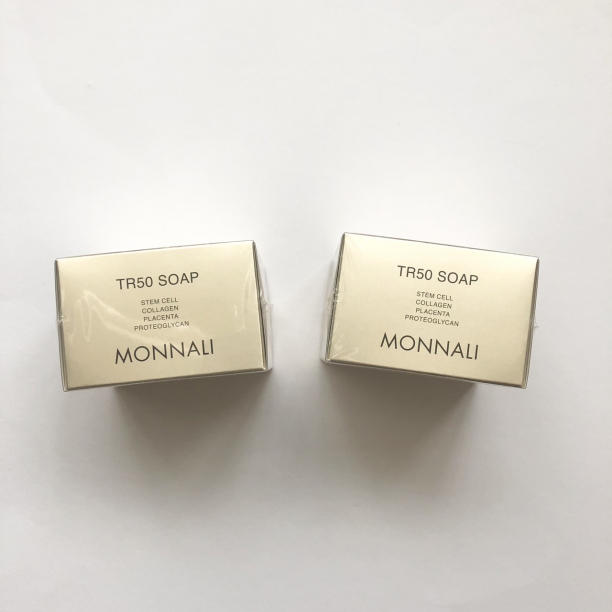 TR50 SOAP
STEM CELL
COLLAGEN
PLACENTA
PROTEOGLYCAN
MONNALI
TR50 SOAP
STEM CELL
COLLAGEN
PLACENTA
PROTEOGLYCAN
MONNALI